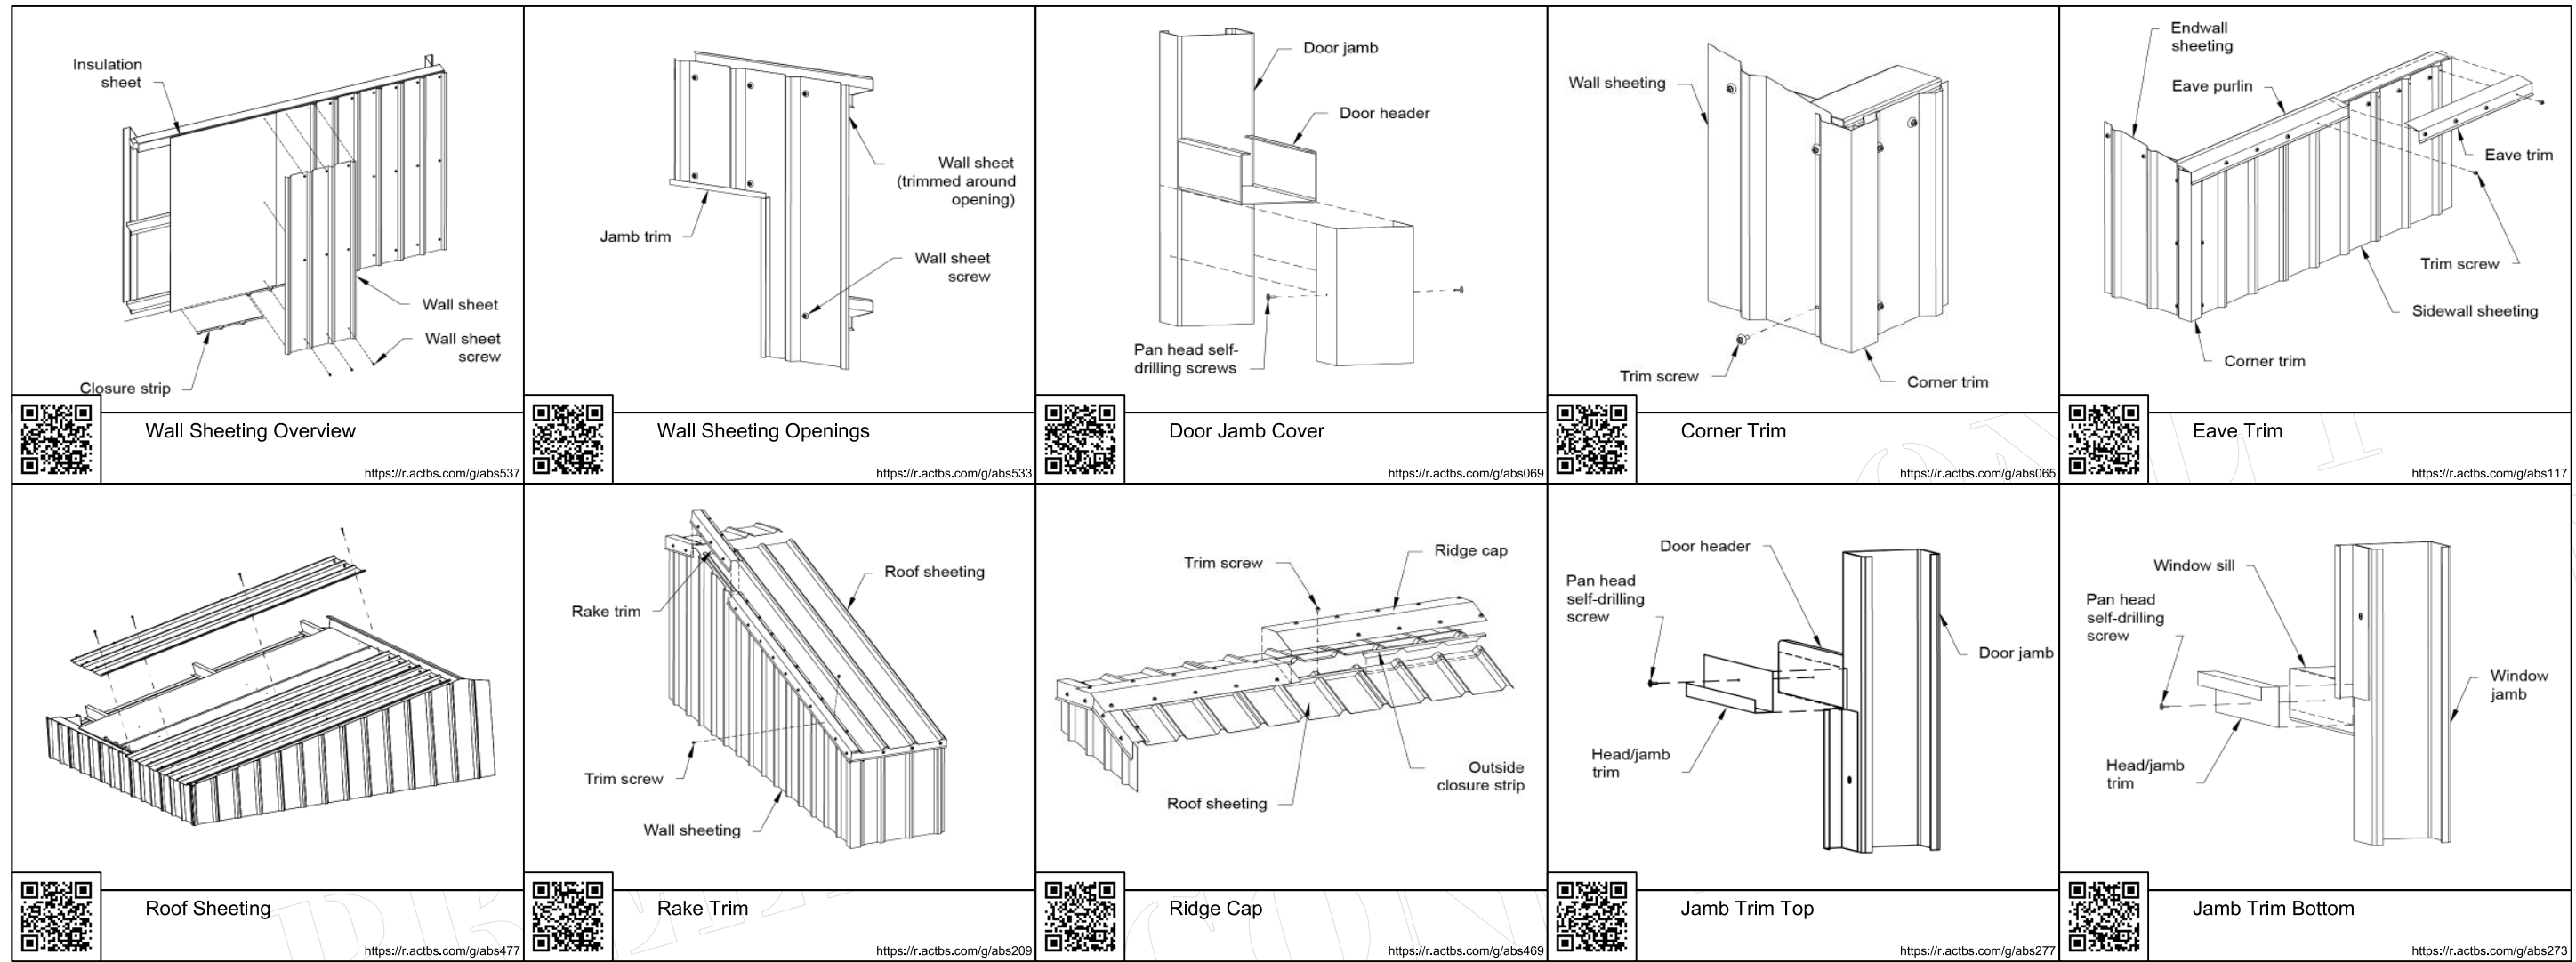 Insulation
sheet
Wall sheet
Wall sheet
screw
Closure strip
Wall Sheeting Overview
https://r.actbs.com/g/abs537
Wall sheet
(trimmed around
opening)
Jamb trim
Wall sheet
screw
Wall Sheeting Openings
https://r.actbs.com/g/abs533
Door jamb
Door header
Pan head self-
drilling screws
Door Jamb Cover
https://r.actbs.com/g/abs069
Wall sheeting
Trim screw
Corner trim
Corner Trim
https://r.actbs.com/g/abs065
Endwall
sheeting
Eave purlin
Eave trim
Trim screw
Sidewall sheeting
Corner trim
Eave Trim
https://r.actbs.com/g/abs117
Roof Sheeting
https://r.actbs.com/g/abs477
Roof sheeting
Rake trim
Trim screw
Wall sheeting
Rake Trim
https://r.actbs.com/g/abs209
Ridge cap
Trim screw
Outside
closure strip
Roof sheeting
Ridge Cap
https://r.actbs.com/g/abs469
Door header
Pan head
self-drilling
screw
Door jamb
Head/jamb
trim
Jamb Trim Top
https://r.actbs.com/g/abs277
Window sill
Pan head
self-drilling
screw
Window
jamb
Head/jamb
trim
Jamb Trim Bottom
https://r.actbs.com/g/abs273